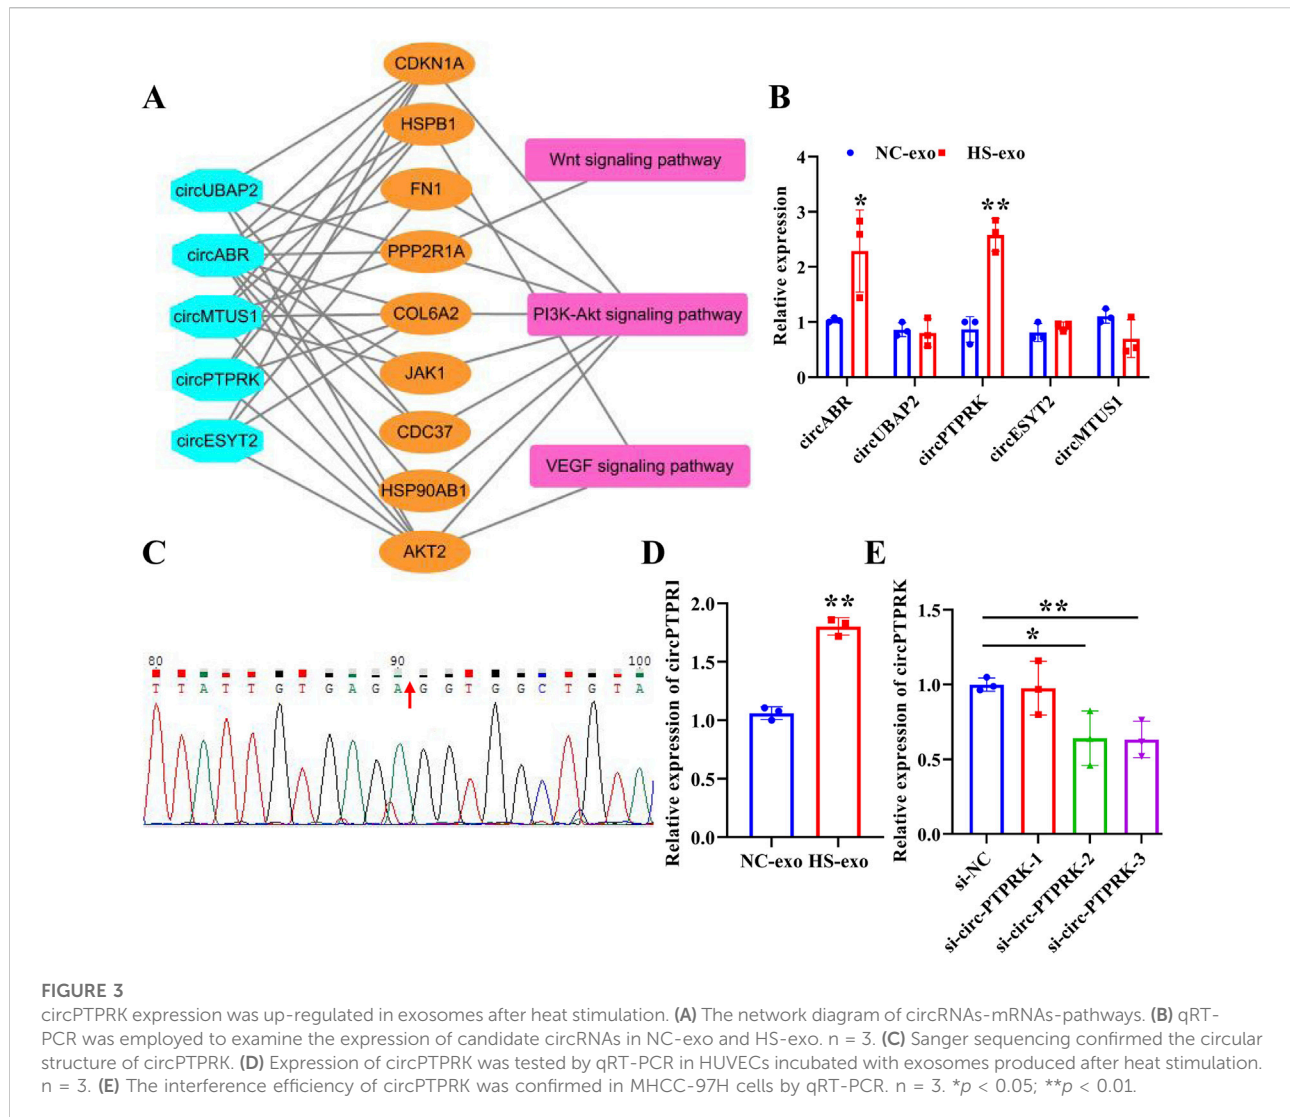 A
CDKN1A
HSPB1
FN1
PPP2R1A
COL6A2
JAK1
CDC37
HSP90AB1
AKT2
circUBAP2
circABR
circMTUS1
circPTPRK
circESYT2
Wnt signaling pathway
PI3K-Akt signaling pathway
VEGF signaling pathway
B
NC-exo HS-exo
Relative expression
4
3
2
1
0
* **
circABR
circUBAP2
circPTPRK
circESYT2
circMTUS1
C
80 90 100
T T A T T G T G A G A G G T G G C T G T A
D
Relative expression of circPTPRI
2.0
1.5
1.0
0.5
0.0
**
NC-exo HS-exo
E
Relative expression of circPTPRK
1.5
1.0
0.5
0.0
**
*
si-NC
si-circ-PTPRK-1
si-circ-PTPRK-2
si-circ-PTPRK-3
FIGURE 3
circPTPRK expression was up-regulated in exosomes after heat stimulation. (A) The network diagram of circRNAs-mRNAs-pathways. (B) qRT-
PCR was employed to examine the expression of candidate circRNAs in NC-exo and HS-exo. n = 3. (C) Sanger sequencing confirmed the circular
structure of circPTPRK. (D) Expression of circPTPRK was tested by qRT-PCR in HUVECs incubated with exosomes produced after heat stimulation.
n = 3. (E) The interference efficiency of circPTPRK was confirmed in MHCC-97H cells by qRT-PCR. n = 3. *p < 0.05; **p < 0.01.